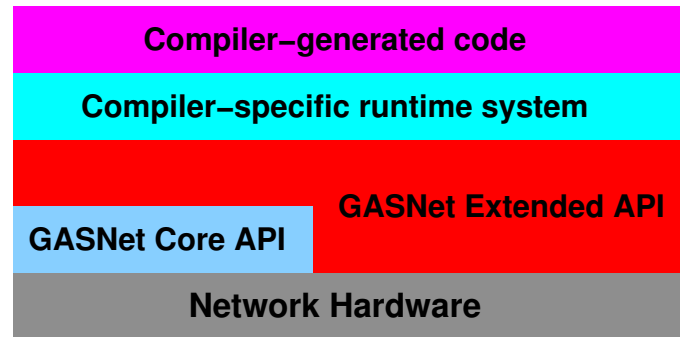 Compiler−generated code
Compiler−specific runtime system
GASNet Extended API
GASNet Core API
Network Hardware